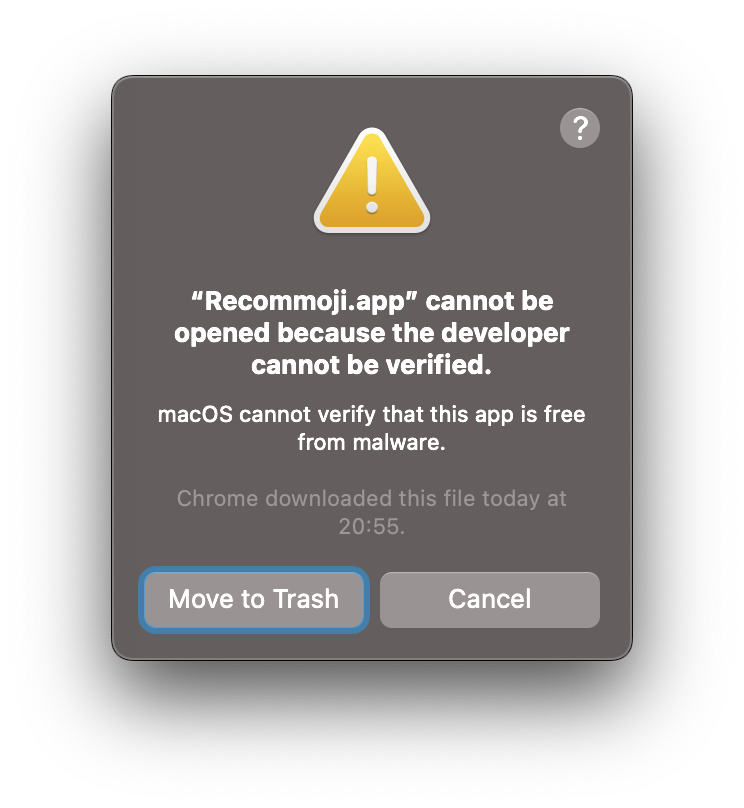 ?
“Recommoji.app” cannot be
opened because the developer
cannot be verified.
macOS cannot verify that this app is free
from malware.
Chrome downloaded this file today at
20:55.
Move to Trash
Cancel